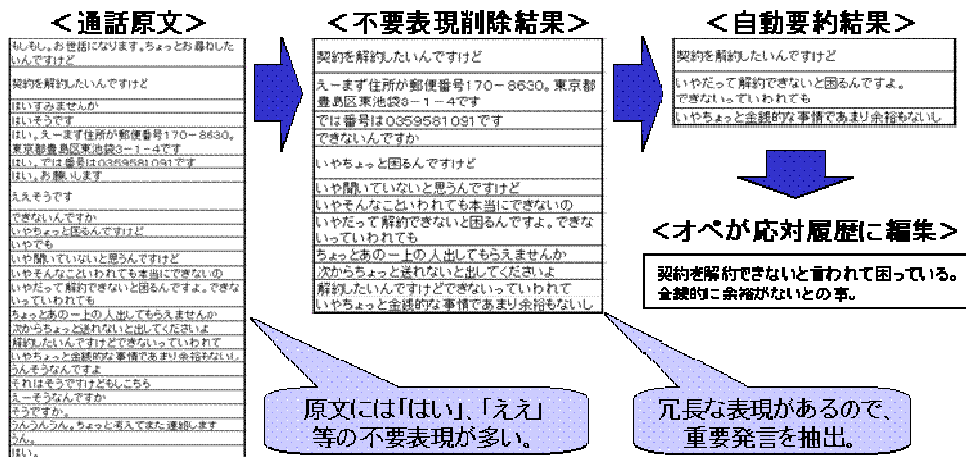 ＜通話原文＞
もしもし。お世話になります。ちょっとお尋ねした
いんですけど
契約を解約したいんですけど
はいすみませんが
はいそうです
はい。えーまず住所が郵便番号170－8630。
東京都豊島区東池袋3－1－4です
はい。では番号は0359581091です
はい。お願いします
ええそうです
できないんですか
いやちょっと困るんですけど
いやでも
いや聞いていないと思うんですけど
いやそんなこといわれても本当にできないの
いやだって解約できないと困るんですよ。できな
いっていわれても
ちょっとあの一上の人出してもらえませんか
次からちょっと送れないと出してくださいよ
解約したいんですけどできないっていわれて
いやちょっと金銭的な事情であまり余裕もないし
うんそうなんですよ
それはそうですけどもしこちら
えーそうなんですか
そうですか。
うんうんうん。ちょっと考えてまた連絡します
うん。
はい。
＜不要表現削除結果＞
契約を解約したいんですけど
えーまず住所が郵便番号170－8630。東京都
豊島区東池袋3－1－4です
では番号は0359581091です
できないんですか
いやちょっと困るんですけど
いや聞いていないと思うんですけど
いやそんなこといわれても本当にできないの
いやだって解約できないと困るんですよ。できな
いっていわれても
ちょっとあの一上の人出してもらえませんか
次からちょっと送れないと出してくださいよ
解約したいんですけどできないっていわれて
いやちょっと金銭的な事情であまり余裕もないし
＜自動要約結果＞
契約を解約したいんですけど
いやだって解約できないと困るんですよ。
できないっていわれても
いやちょっと金銭的な事情であまり余裕もないし
＜オペが応対履歴に編集＞
契約を解約できないと言われて困っている。
金銭的に余裕がないとの事。
原文には「はい」、「ええ」
等の不要表現が多い。
冗長な表現があるので、
重要発言を抽出。